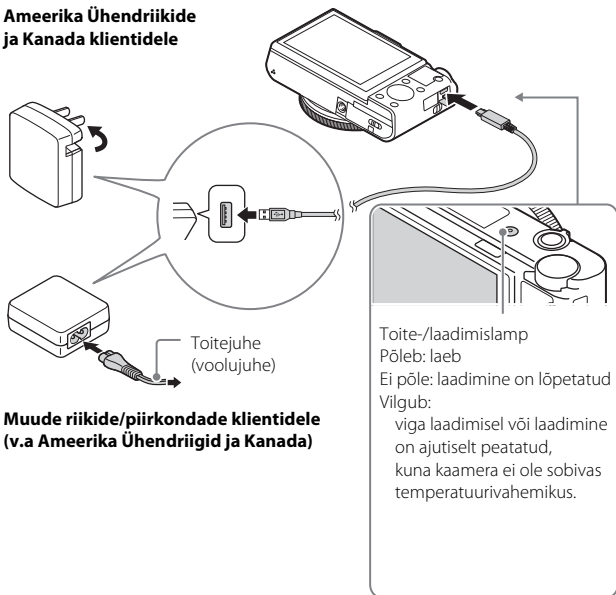 Ameerika Ühendriikide
ja Kanada klientidele
Toitejuhe
(voolujuhe)
Muude riikide/piirkondade klientidele
(v.a Ameerika Ühendriigid ja Kanada)
Toite-/laadimislamp
Põleb: laeb
Ei põle: laadimine on lõpetatud
Vilgub:
viga laadimisel või laadimine
on ajutiselt peatatud,
kuna kaamera ei ole sobivas
temperatuurivahemikus.